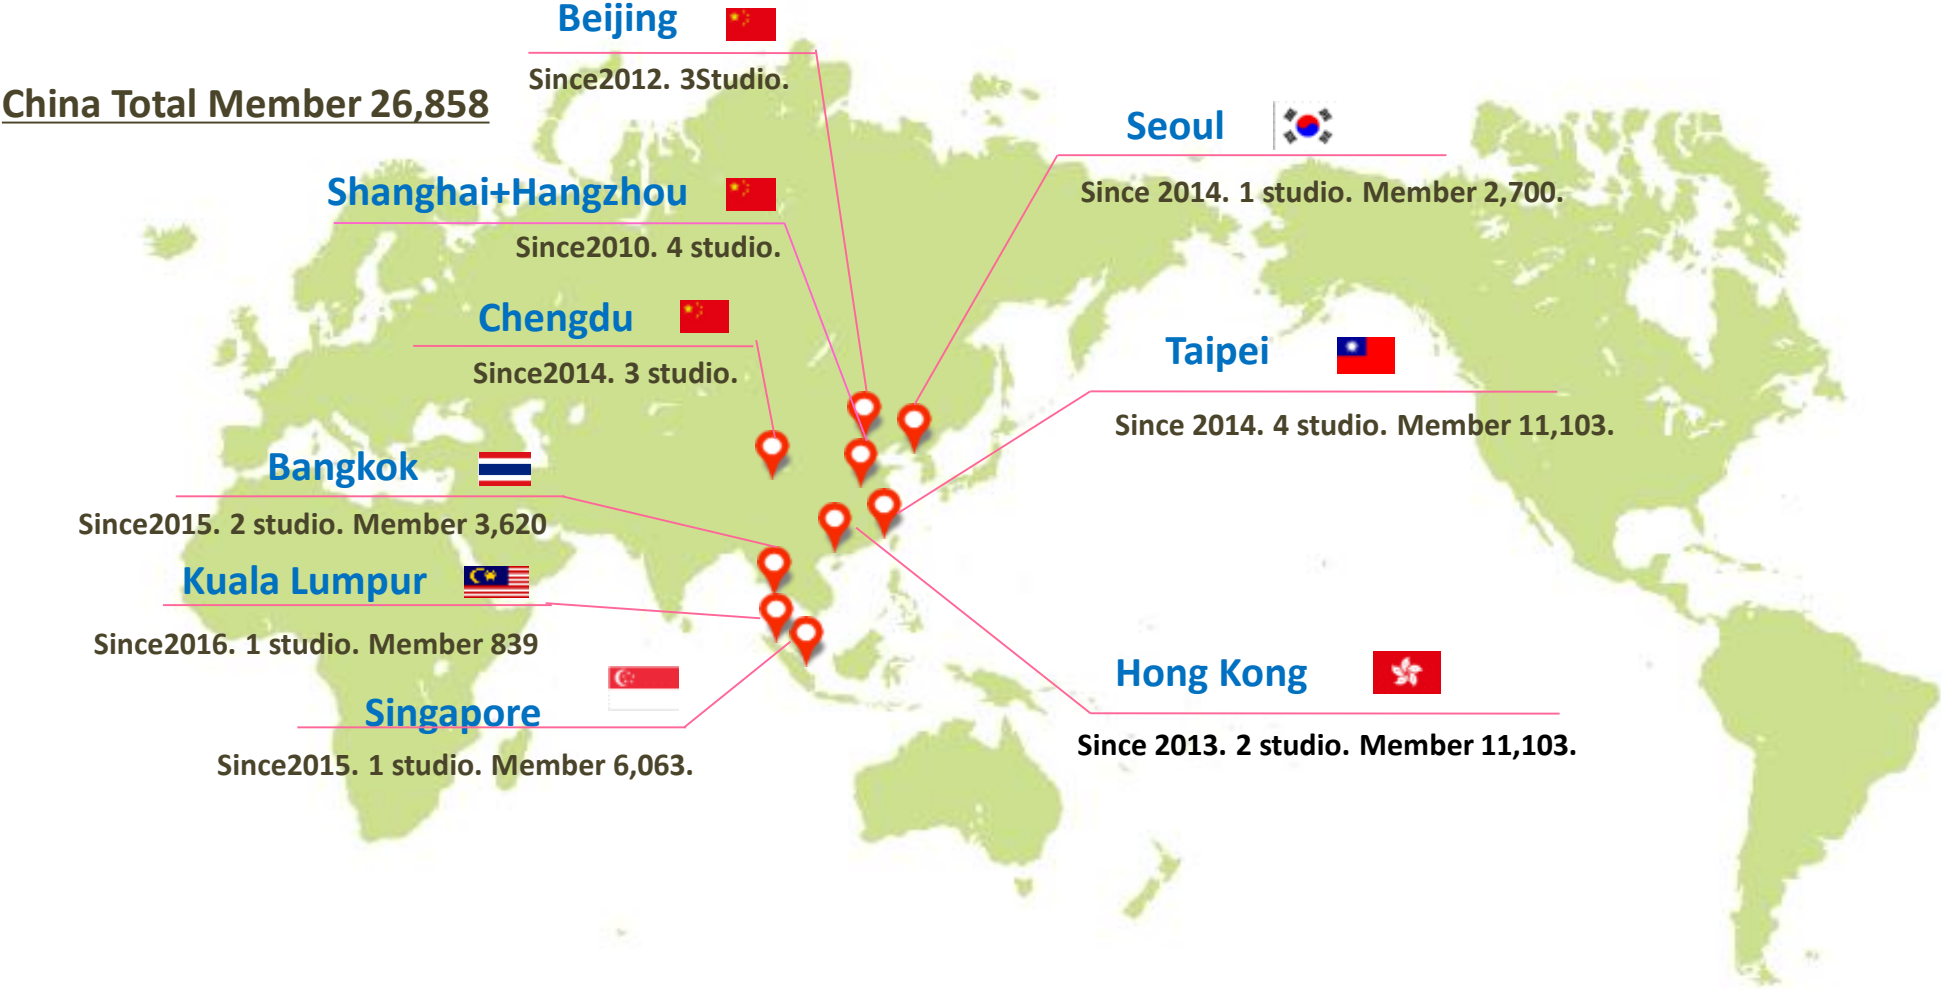 Beijing
Since2012. 3Studio.
China Total Member 26,858
Seoul
Since 2014. 1 studio. Member 2,700.
Shanghai+Hangzhou
Since2010. 4 studio.
Chengdu
Since2014. 3 studio.
Taipei
Since 2014. 4 studio. Member 11,103.
Bangkok
Since2015. 2 studio. Member 3,620
Kuala Lumpur
Since2016. 1 studio. Member 839
Hong Kong
Since 2013. 2 studio. Member 11,103.
Singapore
Since2015. 1 studio. Member 6,063.